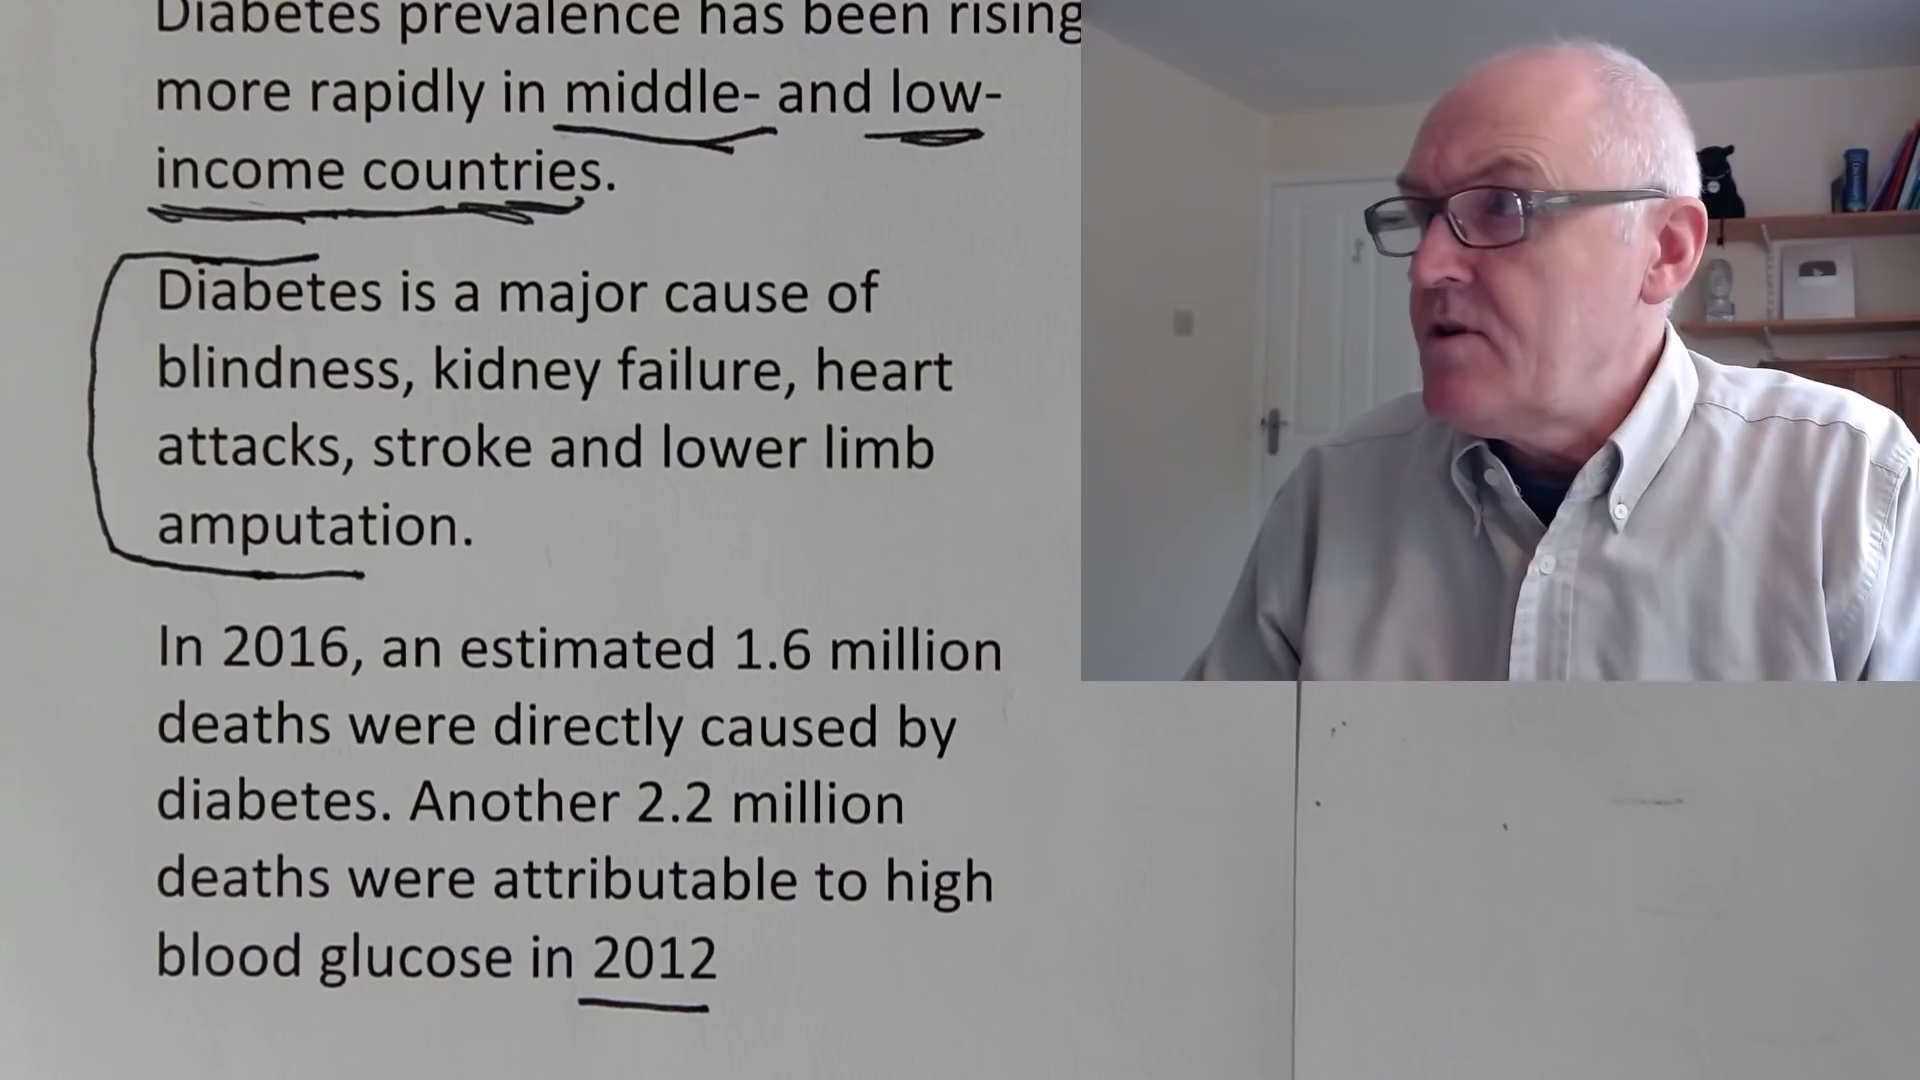 Diabetes prevalence has been rising
more rapidly in middle- and low-
income countries.
Diabetes is a major cause of
blindness, kidney failure, heart
attacks, stroke and lower limb
amputation.
In 2016, an estimated 1.6 million
deaths were directly caused by
diabetes. Another 2.2 million
deaths were attributable to high
blood glucose in 2012